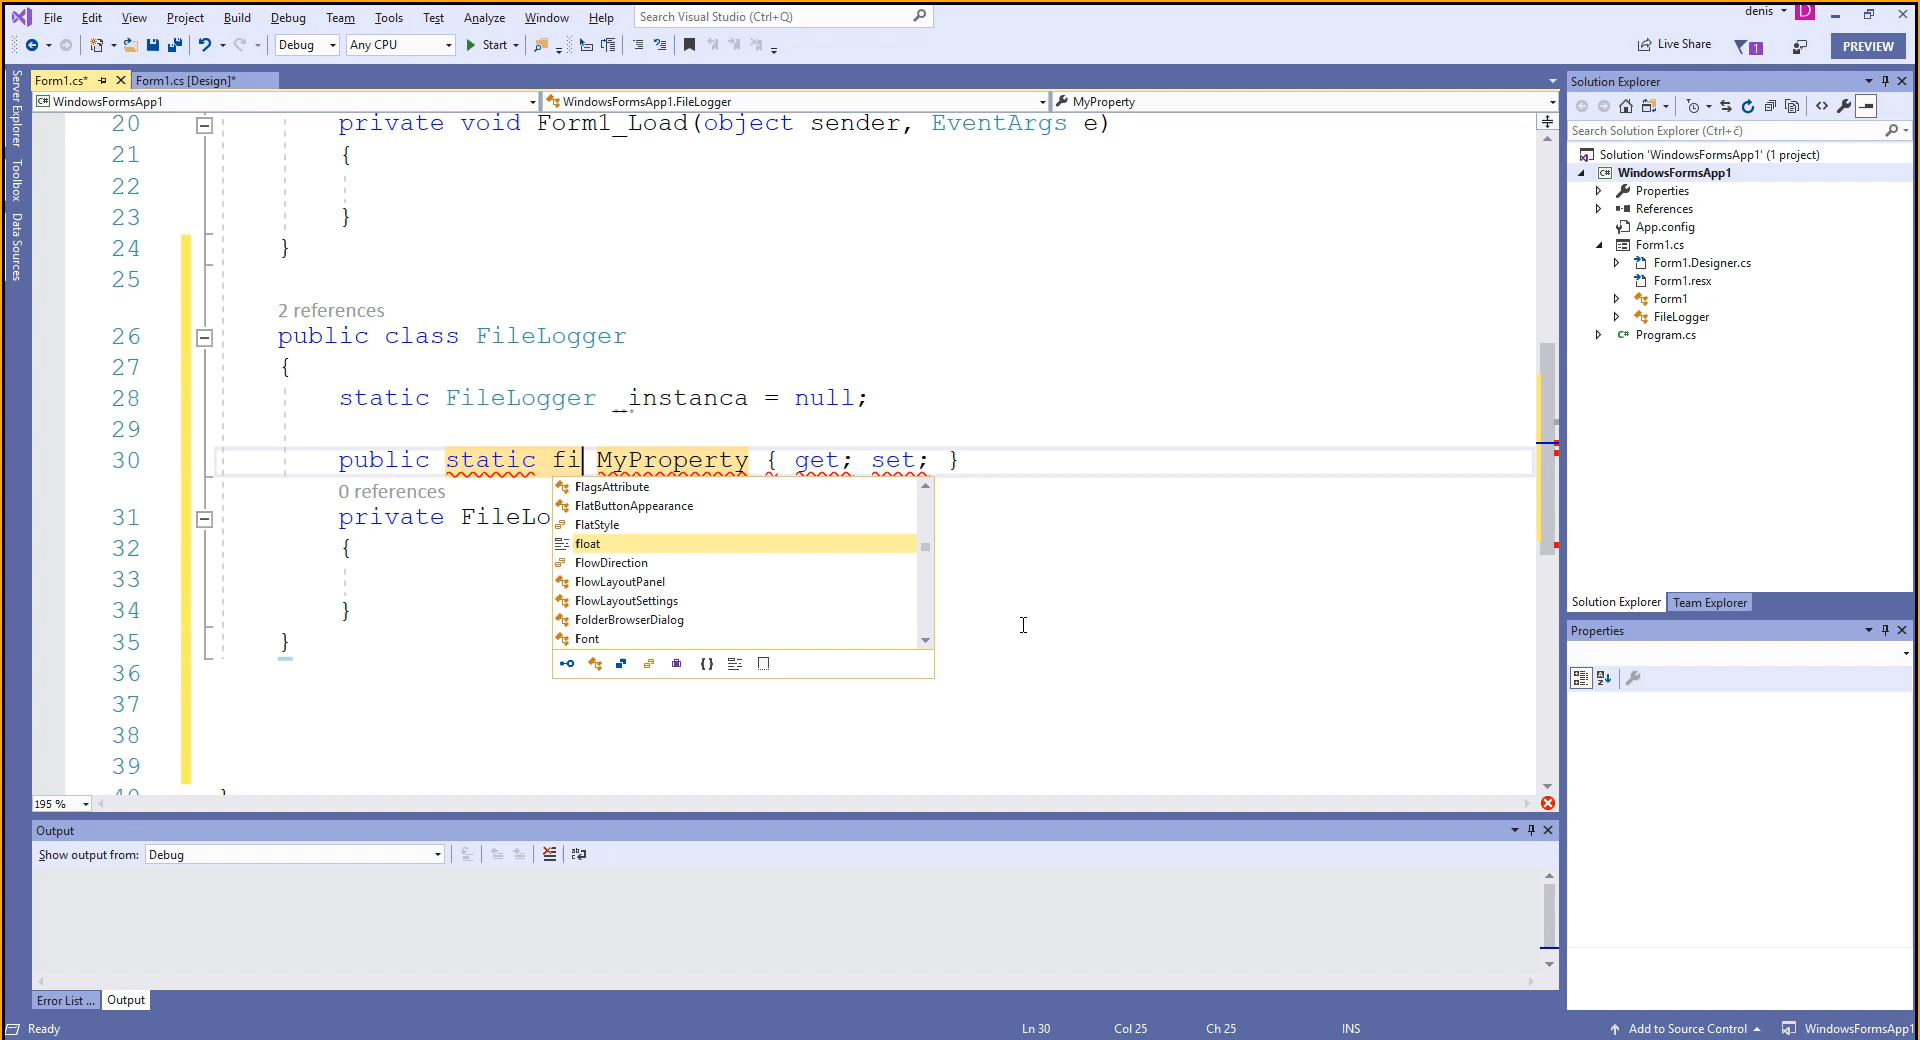 File Edit View Project Build Debug Team Tools Test Analyze Window Help Search Visual Studio (Ctrl+Q) denis D
Debug Any CPU Start Live Share 1 PREVIEW
Form1.cs* Form1.cs [Design]*
WindowsFormsApp1 WindowsFormsApp1.FileLogger MyProperty
Server Explorer
Toolbox
Data Sources
20 private void Form1_Load(object sender, EventArgs e)
21 {
22
23 }
24 }
25
2 references
26 public class FileLogger
27 {
28 static FileLogger _instanca = null;
29
30 public static fi MyProperty { get; set; }
0 references
31 private FileLo
32 {
33
34 }
35 }
36
37
38
39
40 }
FlagsAttribute
FlatButtonAppearance
FlatStyle
float
FlowDirection
FlowLayoutPanel
FlowLayoutSettings
FolderBrowserDialog
Font
195 %
Output
Show output from: Debug
Error List ... Output
Solution Explorer
Search Solution Explorer (Ctrl+č)
Solution 'WindowsFormsApp1' (1 project)
C# WindowsFormsApp1
Properties
References
App.config
Form1.cs
Form1.Designer.cs
Form1.resx
Form1
FileLogger
C# Program.cs
Solution Explorer Team Explorer
Properties
Ready Ln 30 Col 25 Ch 25 INS Add to Source Control WindowsFormsApp1